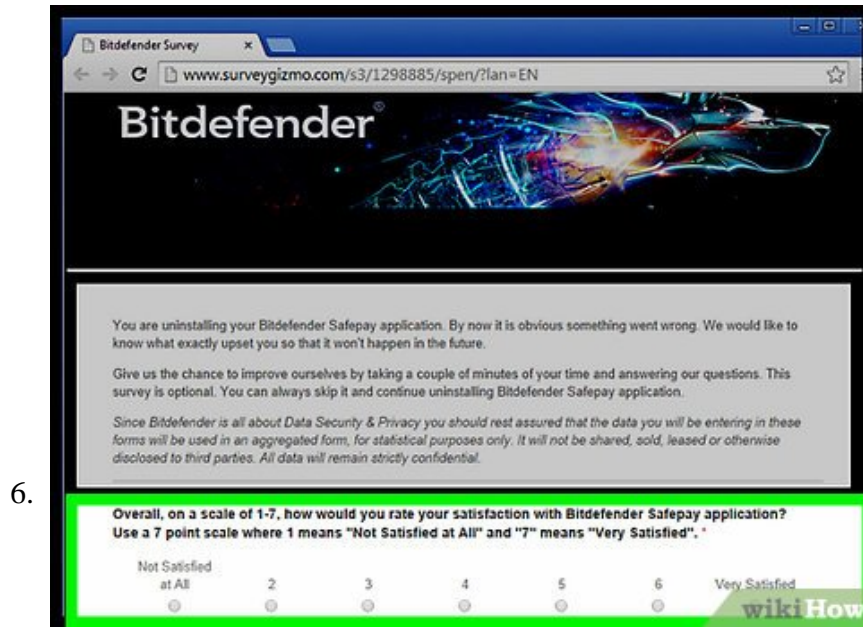 Bitdefender Survey
www.surveygizmo.com/s3/1298885/spen/?lan=EN
Bitdefender®
You are uninstalling your Bitdefender Safepay application. By now it is obvious something went wrong. We would like to
know what exactly upset you so that it won't happen in the future.
Give us the chance to improve ourselves by taking a couple of minutes of your time and answering our questions. This
survey is optional. You can always skip it and continue uninstalling Bitdefender Safepay application.
Since Bitdefender is all about Data Security & Privacy you should rest assured that the data you will be entering in these
forms will be used in an aggregated form, for statistical purposes only. It will not be shared, sold, leased or otherwise
disclosed to third parties. All data will remain strictly confidential.
6.
Overall, on a scale of 1-7, how would you rate your satisfaction with Bitdefender Safepay application?
Use a 7 point scale where 1 means "Not Satisfied at All" and "7" means "Very Satisfied". *
Not Satisfied
at All 2 3 4 5 6 Very Satisfied
wikiHow